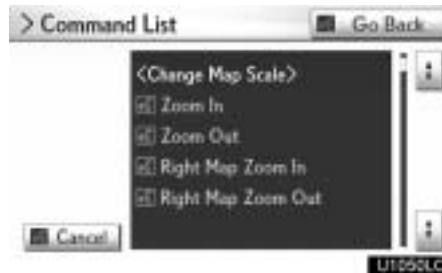 > Command List
Go Back
<Change Map Scale>
Zoom In
Zoom Out
Right Map Zoom In
Right Map Zoom Out
Cancel
U1050LC